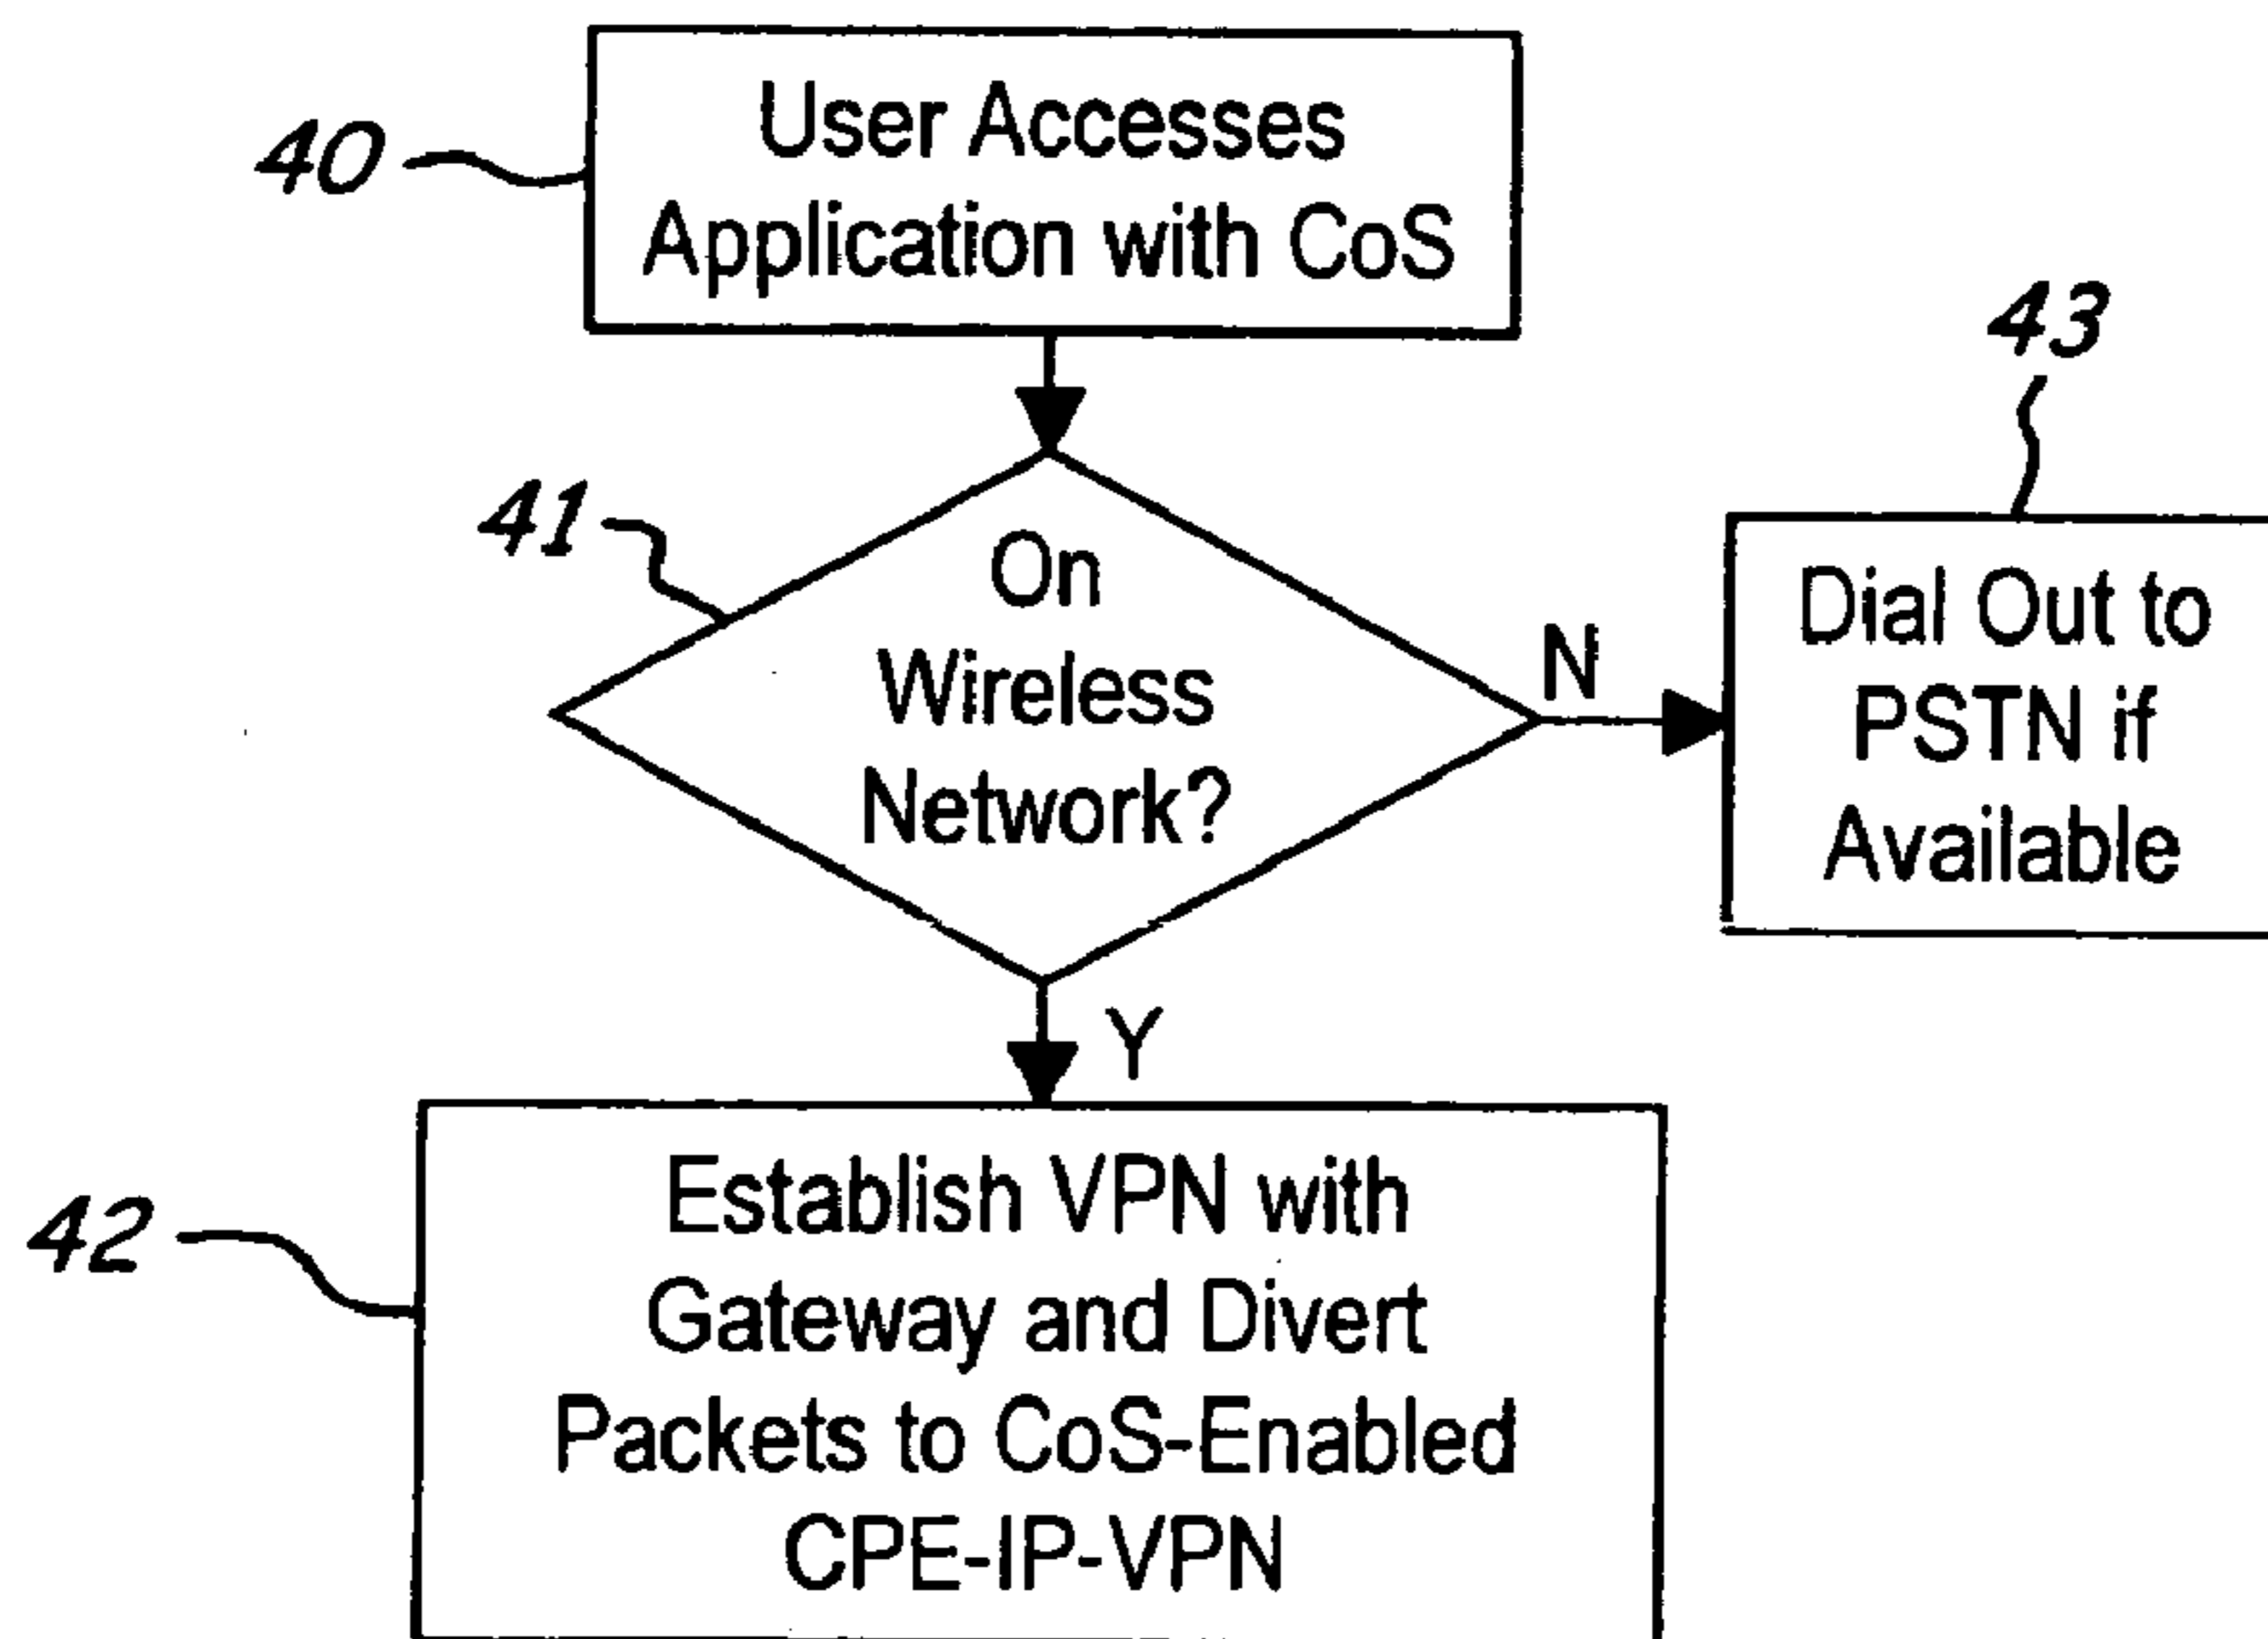 40
User Accesses
Application with CoS
41
On
Wireless
Network?
N
43
Dial Out to
PSTN if
Available
Y
42
Establish VPN with
Gateway and Divert
Packets to CoS-Enabled
CPE-IP-VPN